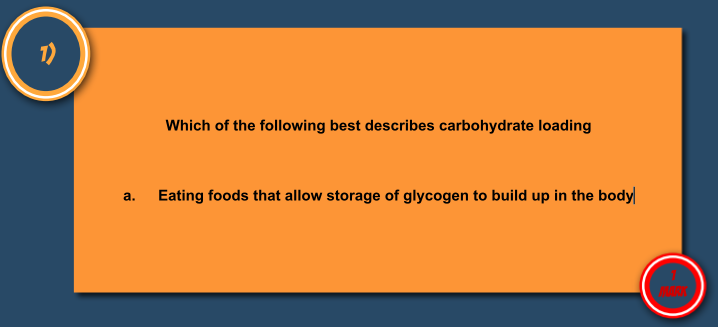 1)
Which of the following best describes carbohydrate loading
a. Eating foods that allow storage of glycogen to build up in the body
1